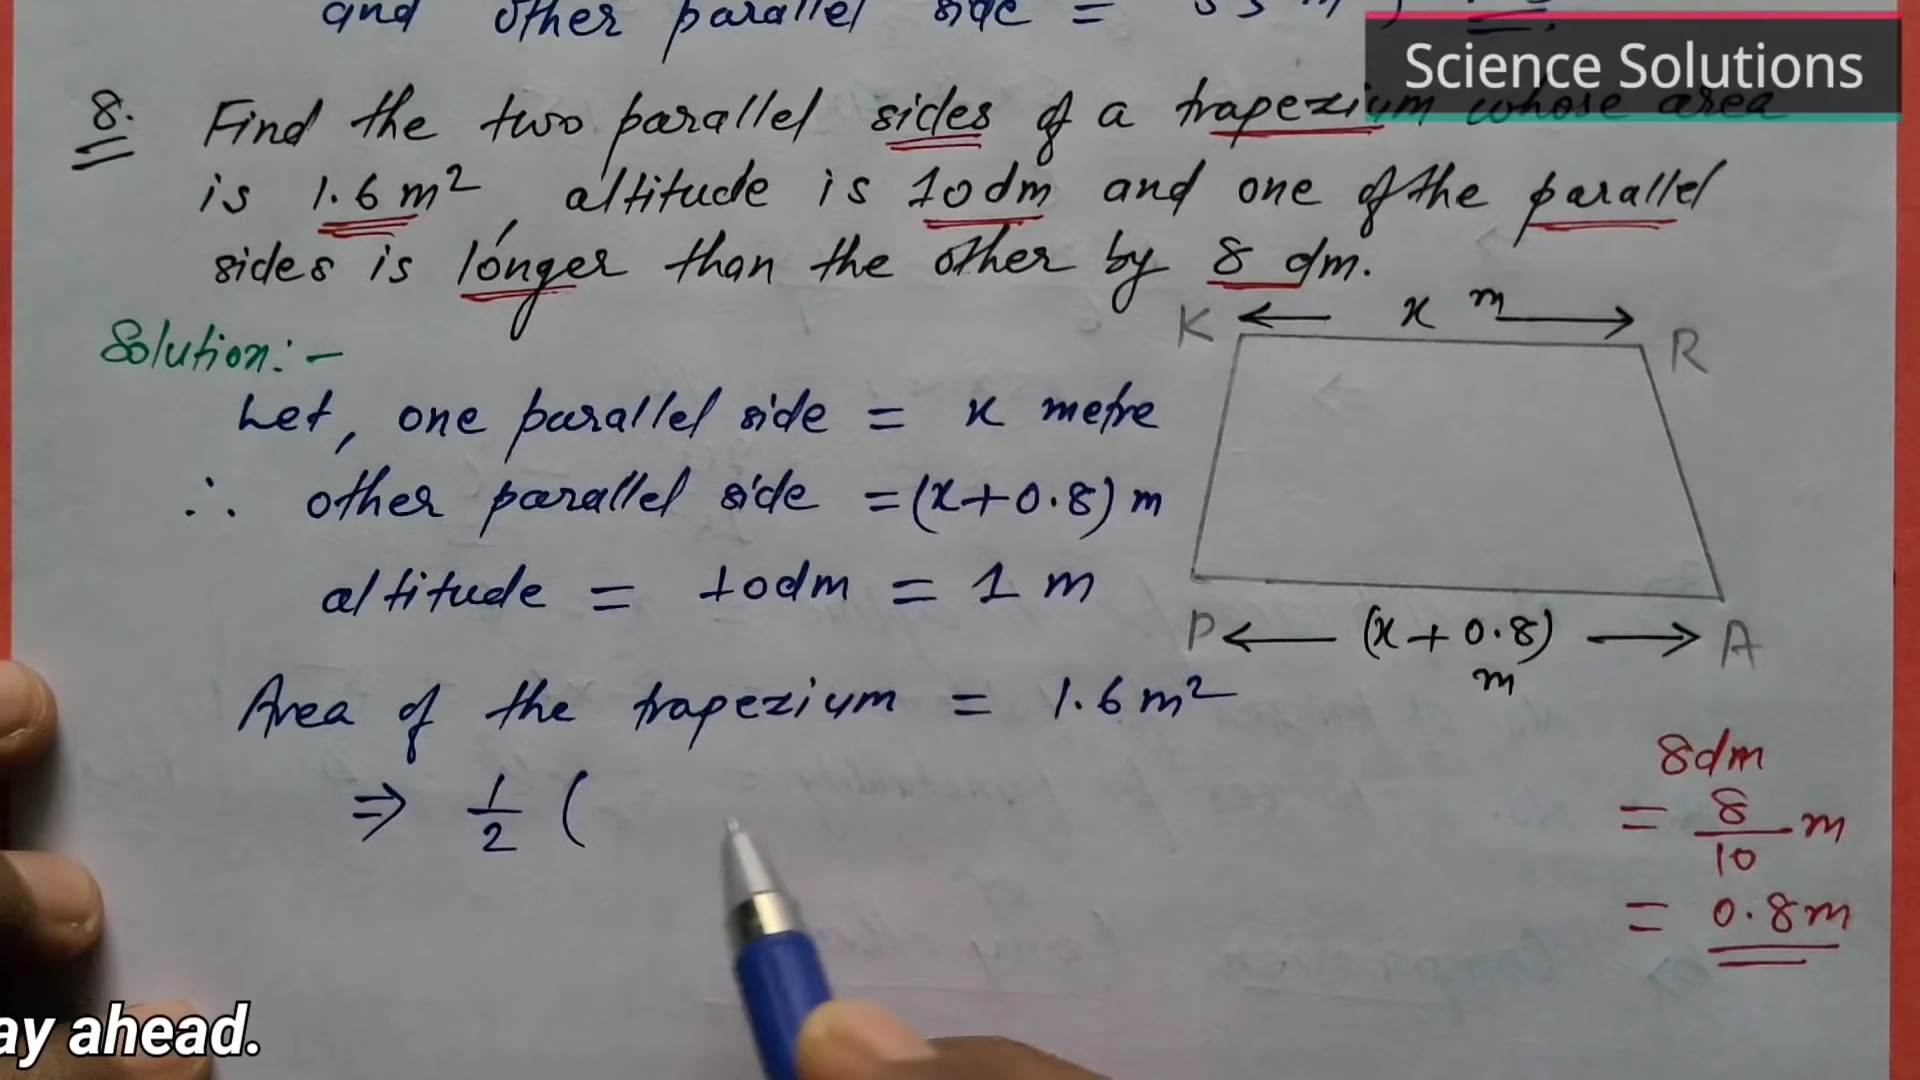 and other parallel side =
Science Solutions
8. Find the two parallel sides of a trapezium whose area
is 1.6 m², altitude is 10 dm and one of the parallel
sides is longer than the other by 8 dm.
K ← x m → R
Solution:-
Let, one parallel side = x metre
∴ other parallel side = (x+0.8) m
altitude = 10dm = 1 m
P ← (x + 0.8) → A
m
Area of the trapezium = 1.6 m²
⇒ 1/2 (
8dm
= 8/10 m
= 0.8m
ay ahead.